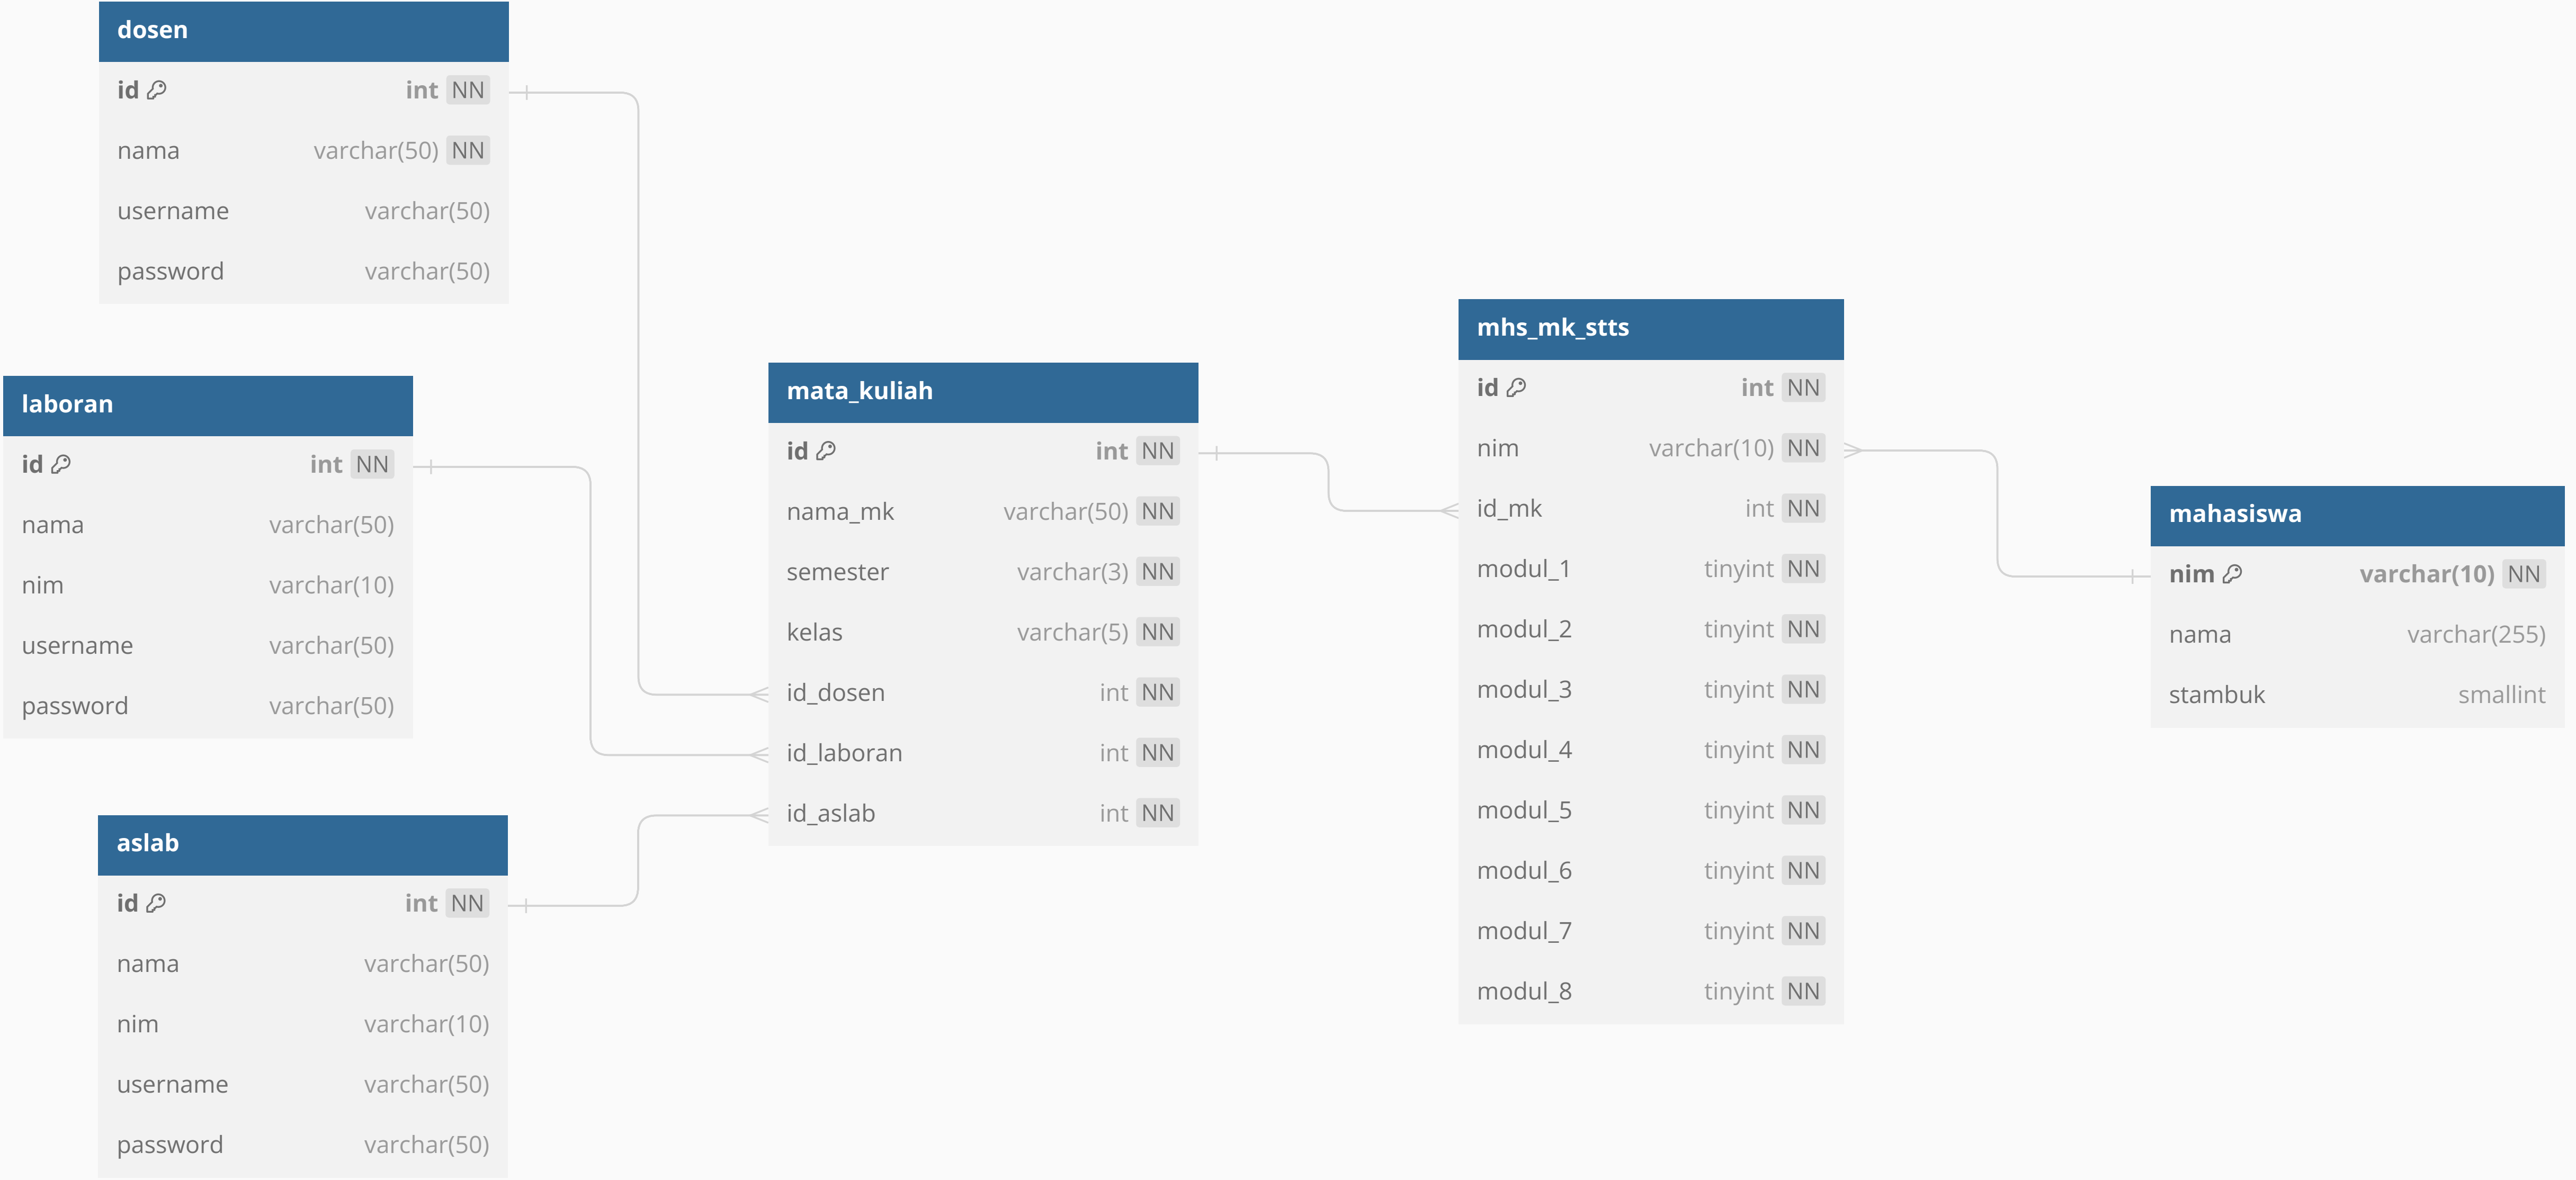 dosen
id int NN
nama varchar(50) NN
username varchar(50)
password varchar(50)
laboran
id int NN
nama varchar(50)
nim varchar(10)
username varchar(50)
password varchar(50)
aslab
id int NN
nama varchar(50)
nim varchar(10)
username varchar(50)
password varchar(50)
mata_kuliah
id int NN
nama_mk varchar(50) NN
semester varchar(3) NN
kelas varchar(5) NN
id_dosen int NN
id_laboran int NN
id_aslab int NN
mhs_mk_stts
id int NN
nim varchar(10) NN
id_mk int NN
modul_1 tinyint NN
modul_2 tinyint NN
modul_3 tinyint NN
modul_4 tinyint NN
modul_5 tinyint NN
modul_6 tinyint NN
modul_7 tinyint NN
modul_8 tinyint NN
mahasiswa
nim varchar(10) NN
nama varchar(255)
stambuk smallint